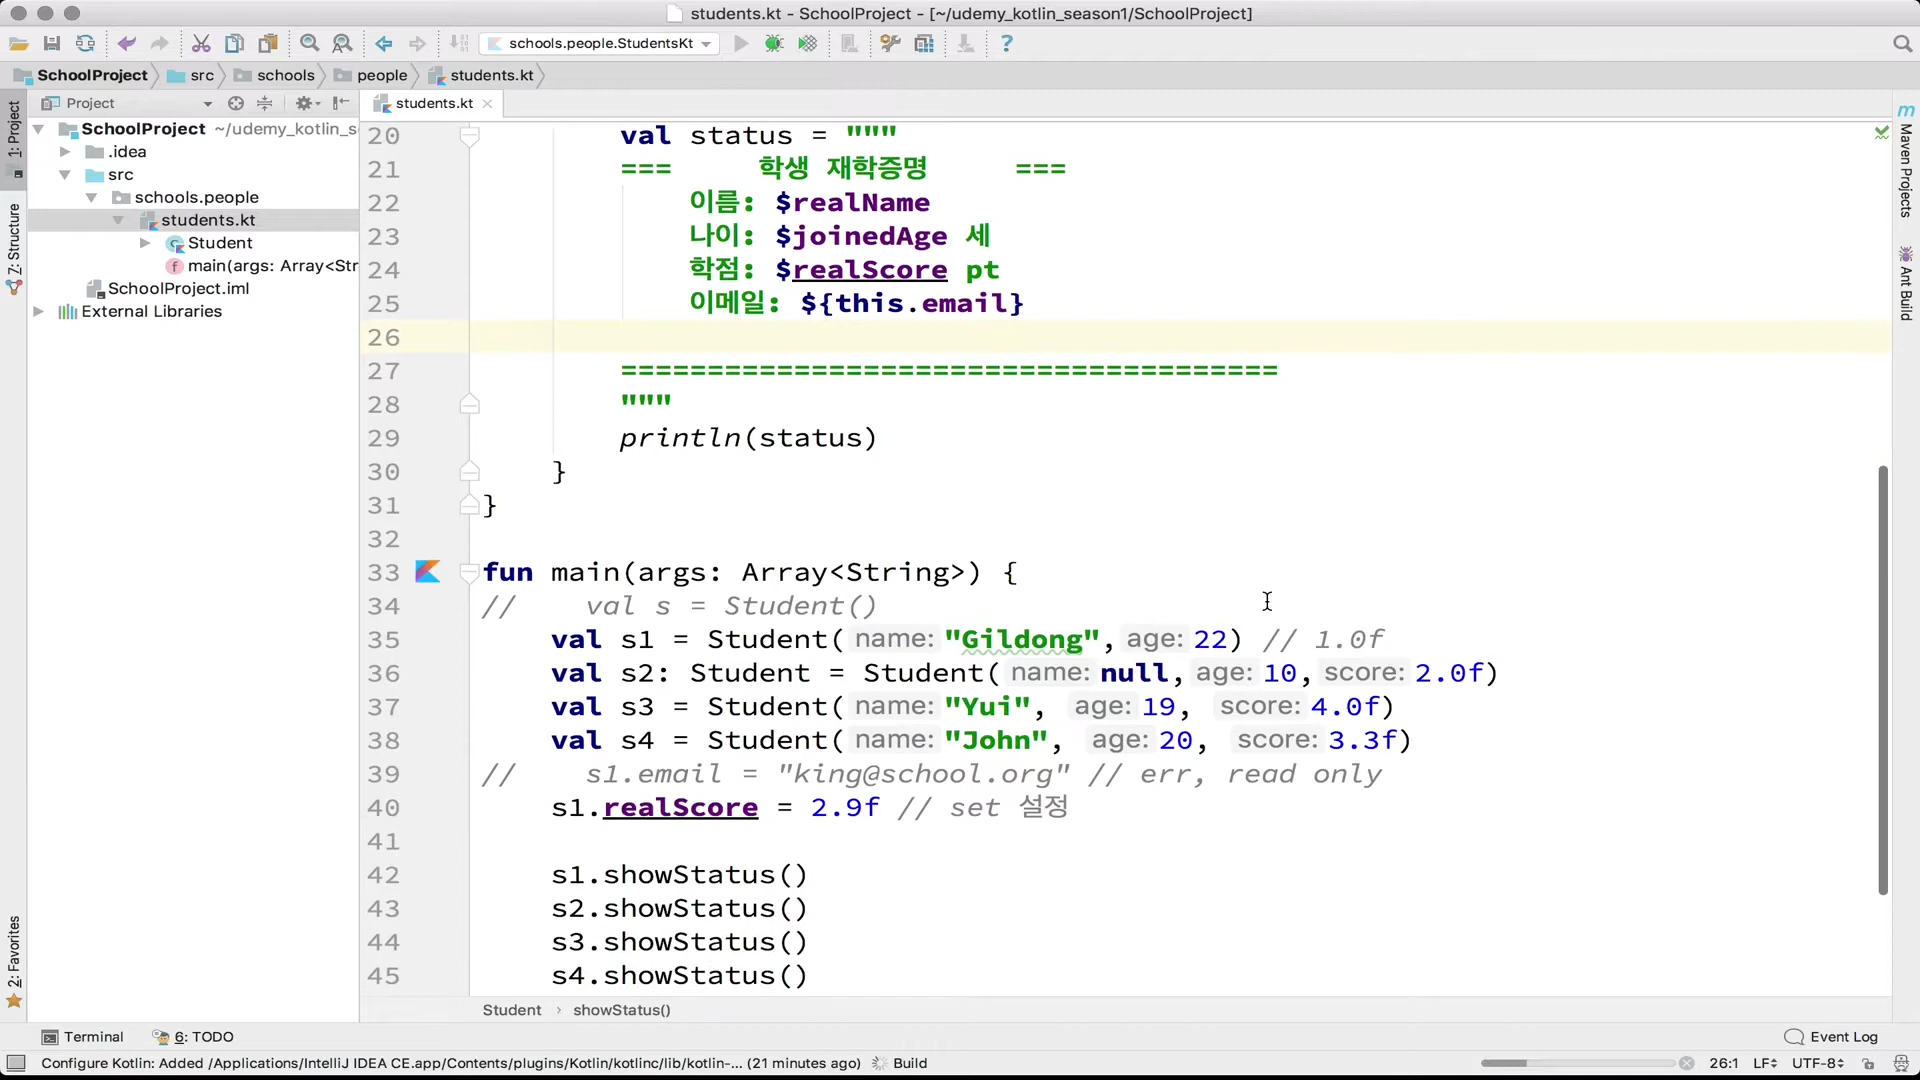 students.kt - SchoolProject - [~/udemy_kotlin_season1/SchoolProject]
schools.people.StudentsKt
SchoolProject src schools people students.kt
Project
students.kt
1: Project
Z: Structure
2: Favorites
SchoolProject ~/udemy_kotlin_s
.idea
src
schools.people
students.kt
Student
main(args: Array<Str
SchoolProject.iml
External Libraries
20 val status = """
21 === 학생 재학증명 ===
22 이름: $realName
23 나이: $joinedAge 세
24 학점: $realScore pt
25 이메일: ${this.email}
26
27 ======================================
28 """
29 println(status)
30 }
31 }
32
33 fun main(args: Array<String>) {
34 // val s = Student()
35 val s1 = Student( name: "Gildong", age: 22) // 1.0f
36 val s2: Student = Student( name: null, age: 10, score: 2.0f)
37 val s3 = Student( name: "Yui", age: 19, score: 4.0f)
38 val s4 = Student( name: "John", age: 20, score: 3.3f)
39 // s1.email = "king@school.org" // err, read only
40 s1.realScore = 2.9f // set 설정
41
42 s1.showStatus()
43 s2.showStatus()
44 s3.showStatus()
45 s4.showStatus()
Student › showStatus()
m Maven Projects
Ant Build
Terminal 6: TODO Event Log
Configure Kotlin: Added /Applications/IntelliJ IDEA CE.app/Contents/plugins/Kotlin/kotlinc/lib/kotlin-... (21 minutes ago) Build 26:1 LF UTF-8